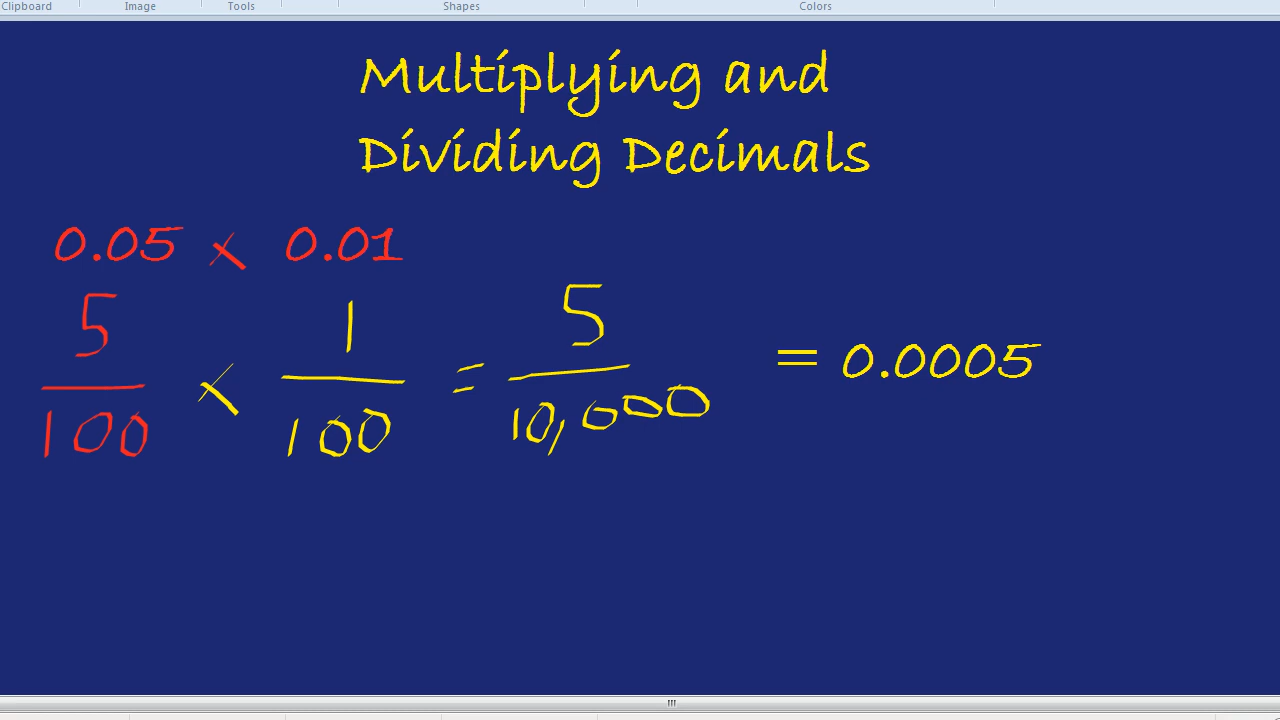 Clipboard Image Tools Shapes Colors
Multiplying and
Dividing Decimals
0.05 × 0.01
5/100 × 1/100 = 5/10,000 = 0.0005